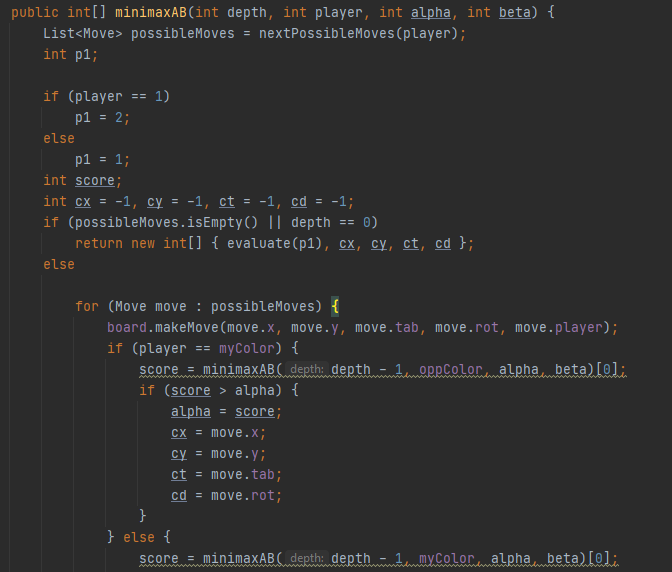 public int[] minimaxAB(int depth, int player, int alpha, int beta) {
    List<Move> possibleMoves = nextPossibleMoves(player);
    int p1;

    if (player == 1)
        p1 = 2;
    else
        p1 = 1;
    int score;
    int cx = -1, cy = -1, ct = -1, cd = -1;
    if (possibleMoves.isEmpty() || depth == 0)
        return new int[] { evaluate(p1), cx, cy, ct, cd };
    else

        for (Move move : possibleMoves) {
            board.makeMove(move.x, move.y, move.tab, move.rot, move.player);
            if (player == myColor) {
                score = minimaxAB( depth: depth - 1, oppColor, alpha, beta)[0];
                if (score > alpha) {
                    alpha = score;
                    cx = move.x;
                    cy = move.y;
                    ct = move.tab;
                    cd = move.rot;
                }
            } else {
                score = minimaxAB( depth: depth - 1, myColor, alpha, beta)[0];